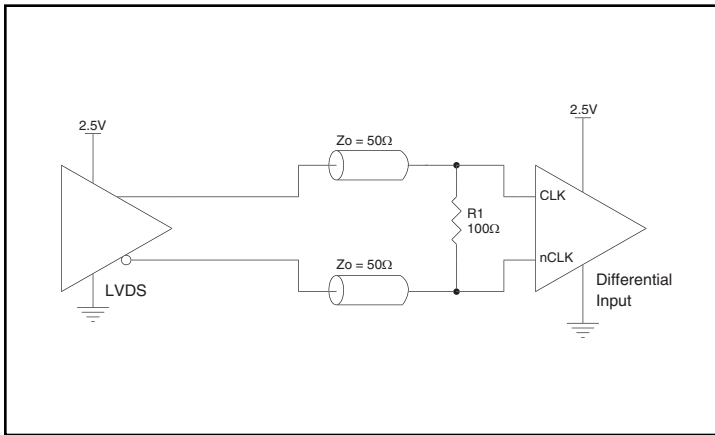 2.5V
Zo = 50Ω
2.5V
CLK
R1
100Ω
nCLK
Zo = 50Ω
LVDS
Differential
Input